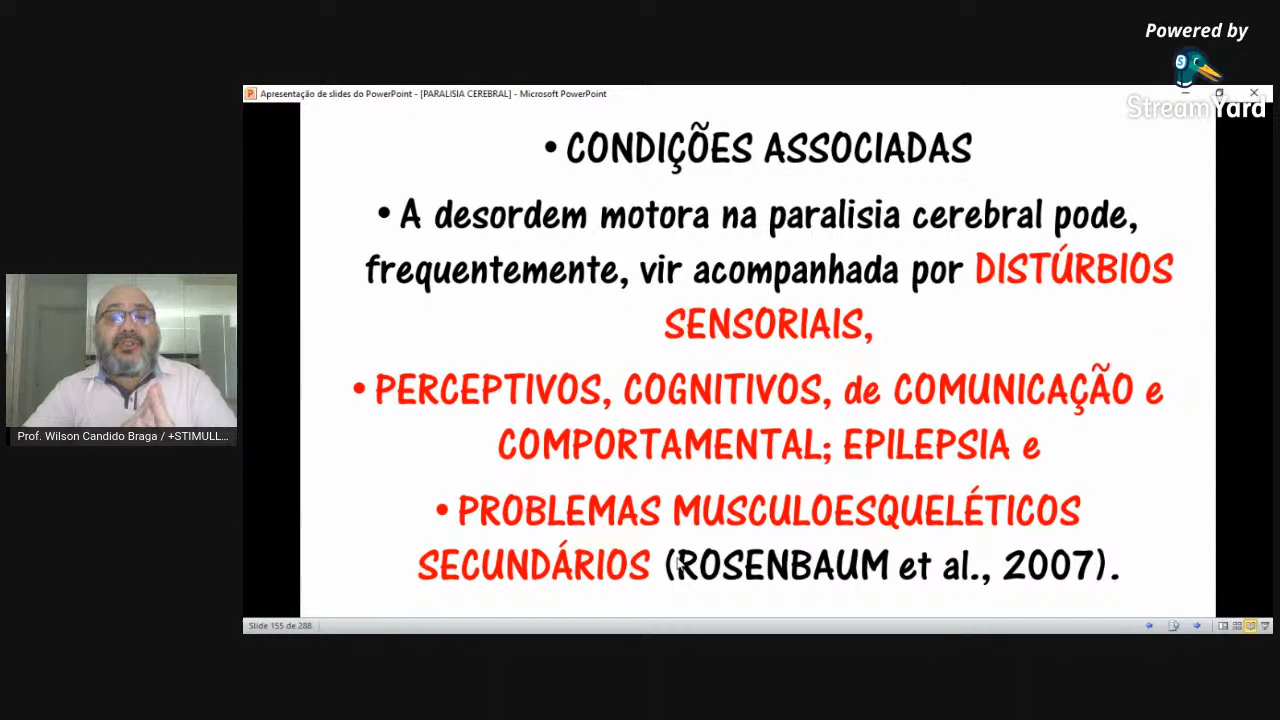 Powered by
StreamYard
Apresentação de slides do PowerPoint - [PARALISIA CEREBRAL] - Microsoft PowerPoint
• CONDIÇÕES ASSOCIADAS
• A desordem motora na paralisia cerebral pode,
frequentemente, vir acompanhada por DISTÚRBIOS
SENSORIAIS,
• PERCEPTIVOS, COGNITIVOS, de COMUNICAÇÃO e
COMPORTAMENTAL; EPILEPSIA e
• PROBLEMAS MUSCULOESQUELÉTICOS
SECUNDÁRIOS (ROSENBAUM et al., 2007).
Prof. Wilson Candido Braga / +STIMULL...
Slide 155 de 288